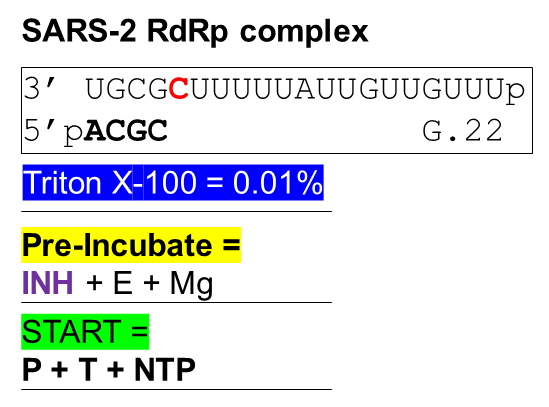 SARS-2 RdRp complex
3’ UGCGCUUUUUAUUGUUGUUUp
5’pACGC G.22
Triton X-100 = 0.01%
Pre-Incubate =
INH + E + Mg
START =
P + T + NTP